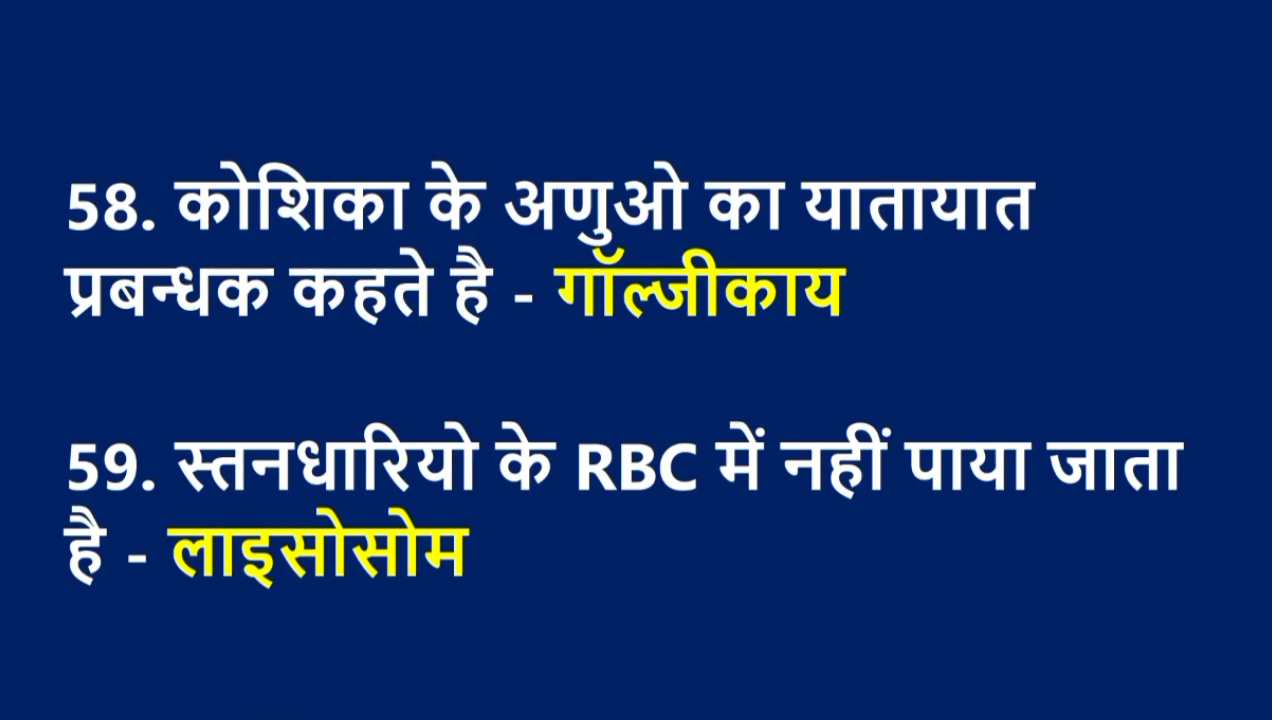 58. कोशिका के अणुओ का यातायात
प्रबन्धक कहते है - गॉल्जीकाय
59. स्तनधारियो के RBC में नहीं पाया जाता
है - लाइसोसोम